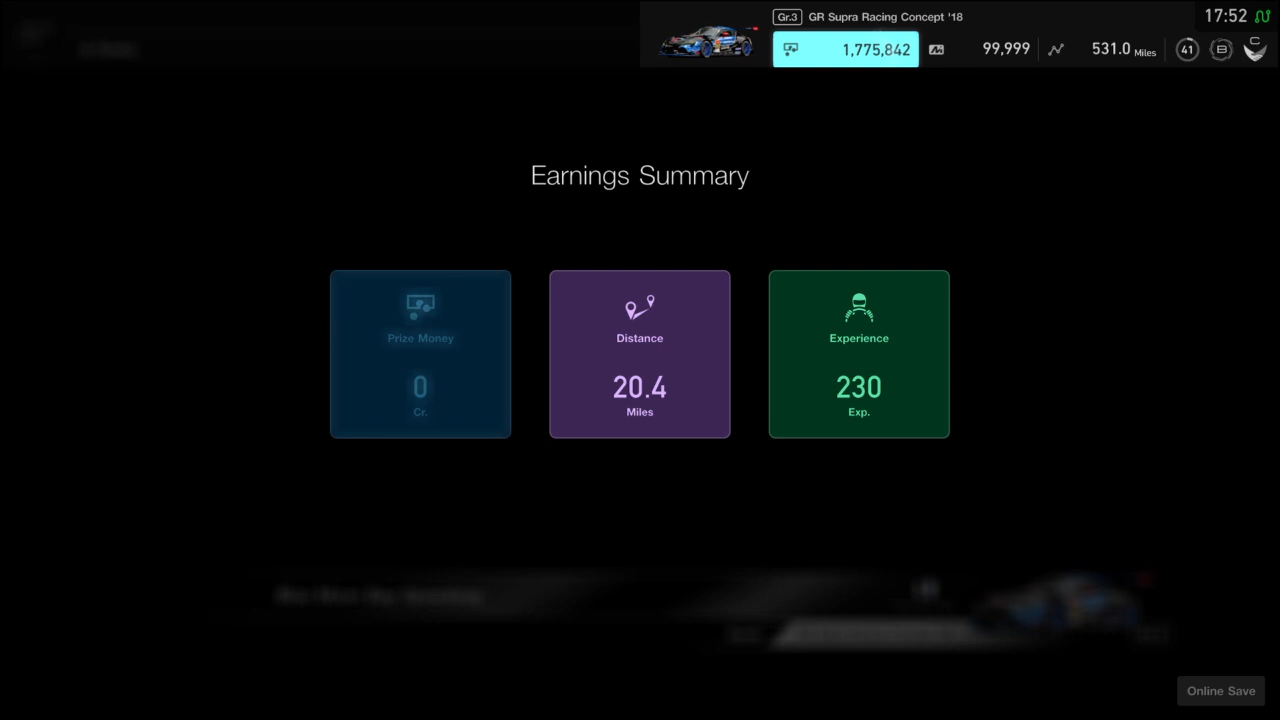 Gr.3 GR Supra Racing Concept '18
17:52
1,775,842
99,999
531.0 Miles
41
B
C
Earnings Summary
Prize Money
0
Cr.
Distance
20.4
Miles
Experience
230
Exp.
Online Save